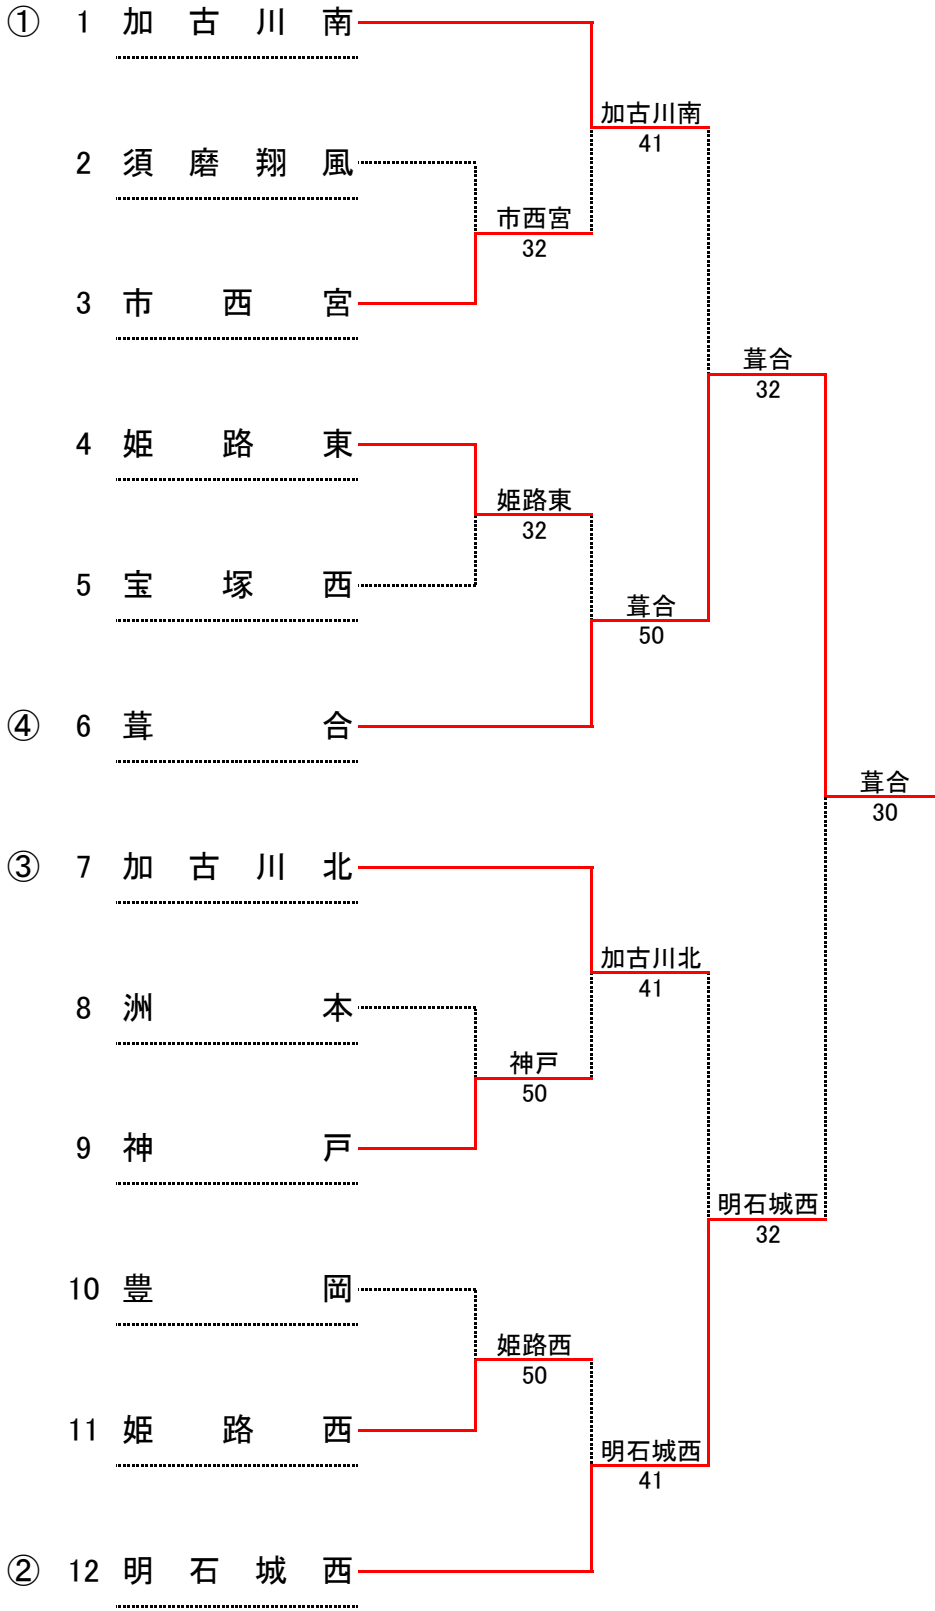 ① 1 加古川南
加古川南
41
2 須磨翔風
市西宮
32
3 市西宮
葺合
32
4 姫路東
姫路東
32
5 宝塚西
葺合
50
④ 6 葺合
葺合
30
③ 7 加古川北
加古川北
41
8 洲本
神戸
50
9 神戸
明石城西
32
10 豊岡
姫路西
50
11 姫路西
明石城西
41
② 12 明石城西